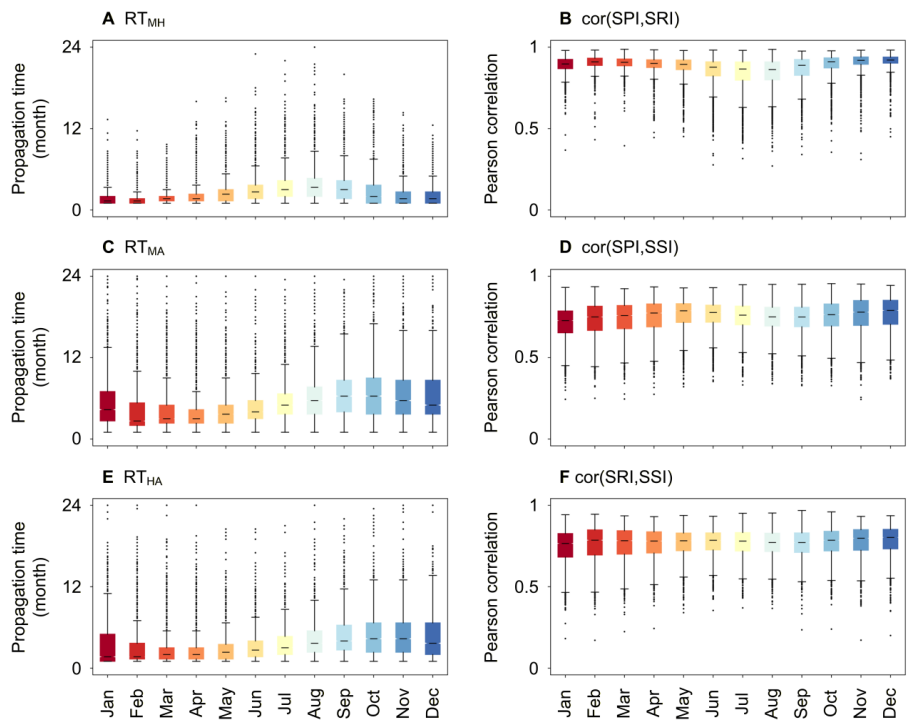 A RT_MH
B cor(SPI,SRI)
Propagation time
(month)
24
12
0
Pearson correlation
1
0.5
0
C RT_MA
D cor(SPI,SSI)
Propagation time
(month)
24
12
0
Pearson correlation
1
0.5
0
E RT_HA
F cor(SRI,SSI)
Propagation time
(month)
24
12
0
Pearson correlation
1
0.5
0
Jan
Feb
Mar
Apr
May
Jun
Jul
Aug
Sep
Oct
Nov
Dec
Jan
Feb
Mar
Apr
May
Jun
Jul
Aug
Sep
Oct
Nov
Dec